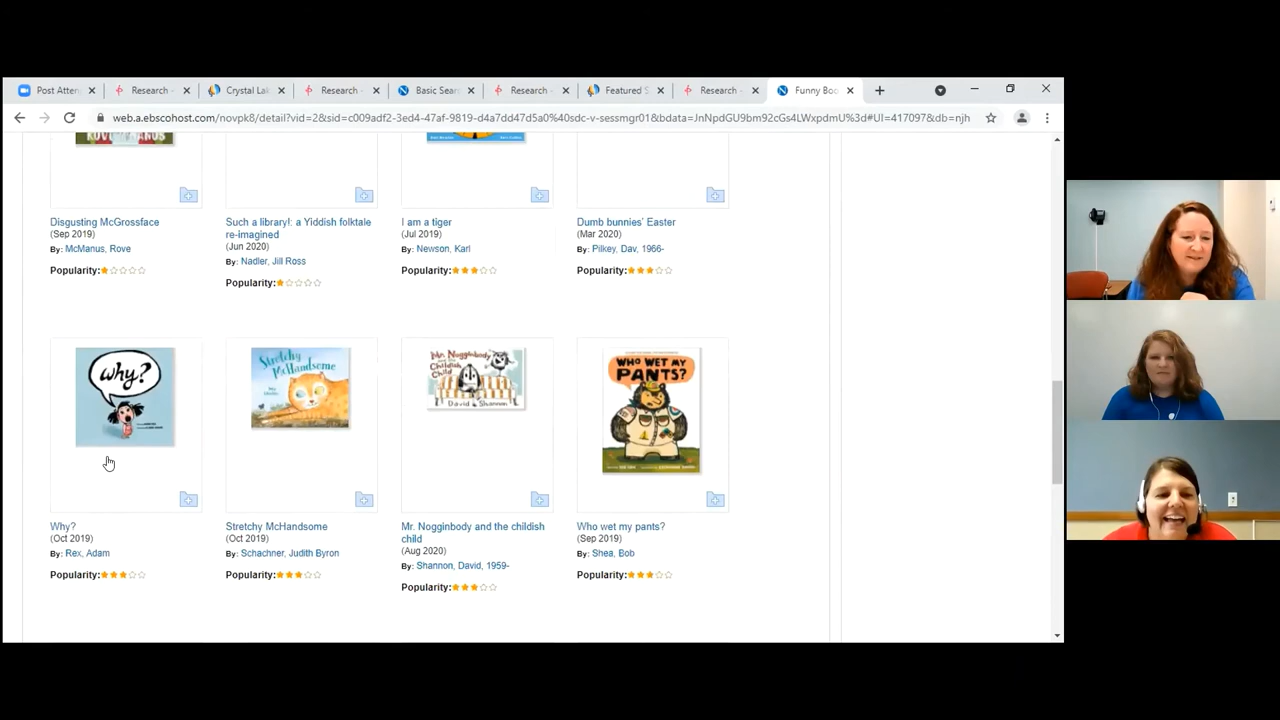 Post Atten
Research -
Crystal Lak
Research -
Basic Sear
Research -
Featured S
Research -
Funny Boo
web.a.ebscohost.com/novpk8/detail?vid=2&sid=c009adf2-3ed4-47af-9819-d4a7dd47d5a0%40sdc-v-sessmgr01&bdata=JnNpdGU9bm92cGs4LWxpdmU%3d#UI=417097&db=njh
Disgusting McGrossface
(Sep 2019)
By: McManus, Rove
Popularity:
Such a library!: a Yiddish folktale
re-imagined
(Jun 2020)
By: Nadler, Jill Ross
Popularity:
I am a tiger
(Jul 2019)
By: Newson, Karl
Popularity:
Dumb bunnies' Easter
(Mar 2020)
By: Pilkey, Dav, 1966-
Popularity:
why?
Why?
(Oct 2019)
By: Rex, Adam
Popularity:
Stretchy
McHandsome
Stretchy McHandsome
(Oct 2019)
By: Schachner, Judith Byron
Popularity:
Mr. Nogginbody
and the
Childish
Child
David Shannon
Mr. Nogginbody and the childish
child
(Aug 2020)
By: Shannon, David, 1959-
Popularity:
WHO WET MY
PANTS?
Who wet my pants?
(Sep 2019)
By: Shea, Bob
Popularity: